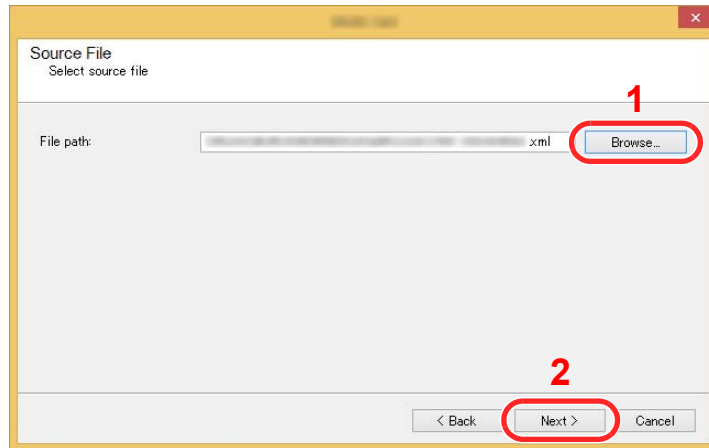 Source File
Select source file
1
File path:
.xml
Browse...
2
< Back
Next >
Cancel